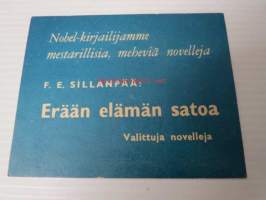 Nobel-kirjailijamme
mestarillisia, meheviä novelleja
F. E. SILLANPÄÄ:
Erään elämän satoa
Valittuja novelleja